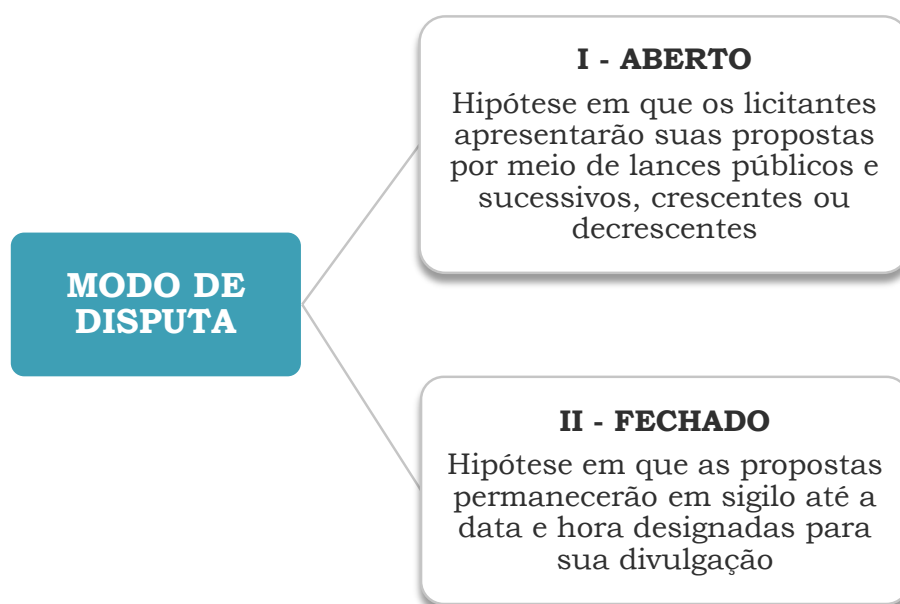 I - ABERTO
Hipótese em que os licitantes
apresentarão suas propostas
por meio de lances públicos e
sucessivos, crescentes ou
decrescentes
MODO DE
DISPUTA
II - FECHADO
Hipótese em que as propostas
permanecerão em sigilo até a
data e hora designadas para
sua divulgação